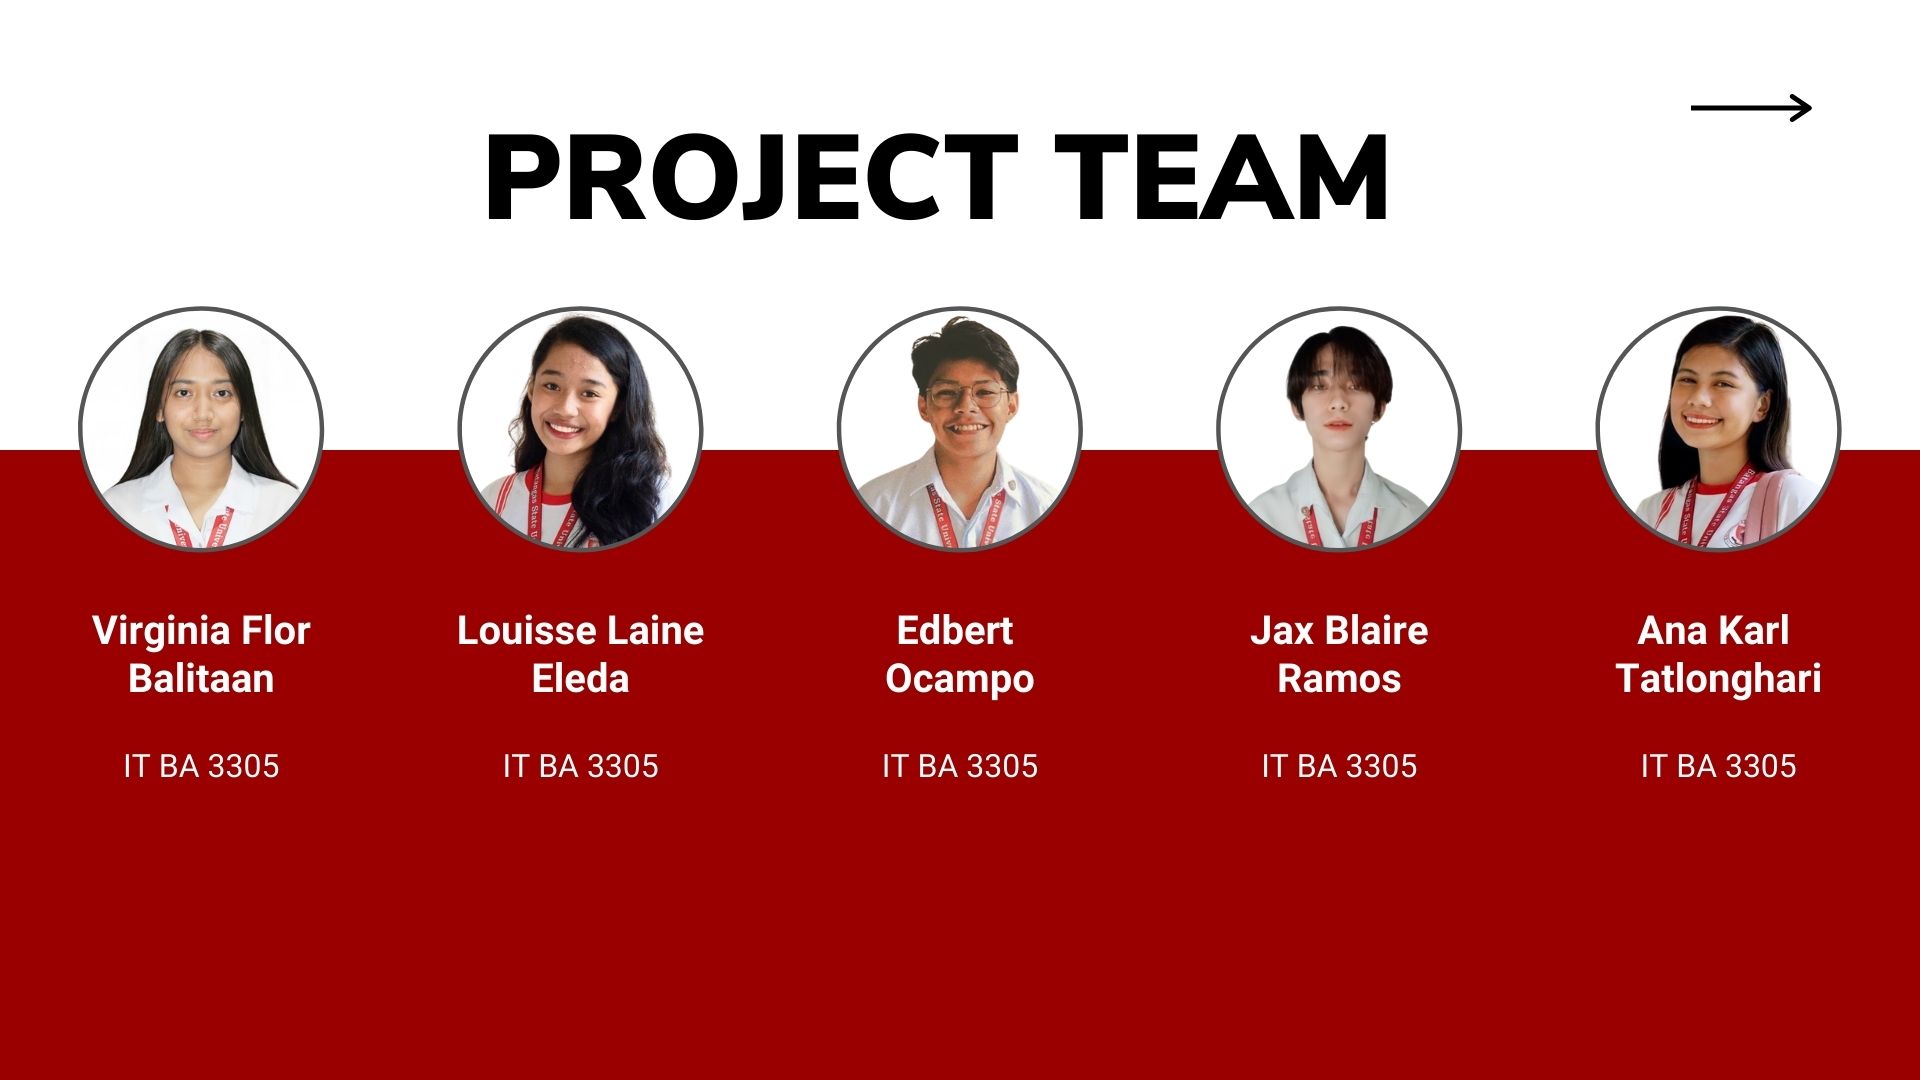 PROJECT TEAM
Virginia Flor
Balitaan
IT BA 3305
Louisse Laine
Eleda
IT BA 3305
Edbert
Ocampo
IT BA 3305
Jax Blaire
Ramos
IT BA 3305
Ana Karl
Tatlonghari
IT BA 3305